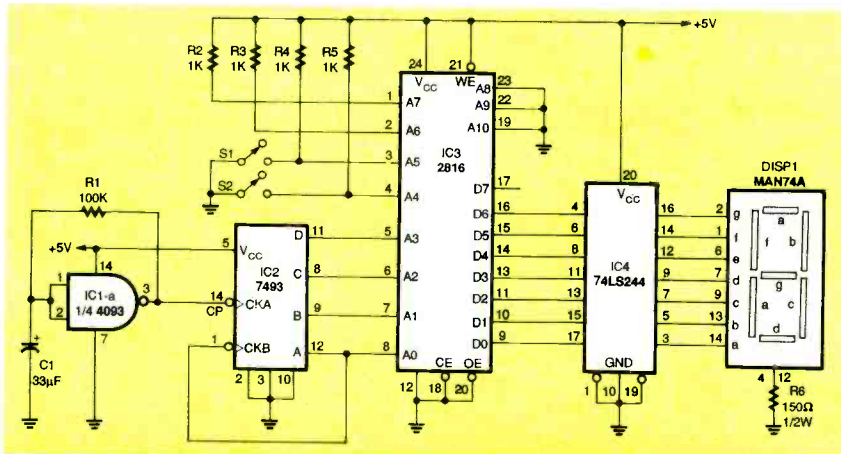 +5V
R2
1K
R3
1K
R4
1K
R5
1K
24
VCC
21
WE
A8
23
A9
22
A10
19
1
A7
2
A6
3
A5
4
A4
5
A3
6
A2
7
A1
8
A0
IC3
2816
D7
17
D6
16
D5
15
D4
14
D3
13
D2
11
D1
10
D0
9
12
CE
18
OE
20
S1
S2
R1
100K
+5V
14
1
2
3
IC1-a
1/4 4093
7
C1
33µF
+
5
VCC
IC2
7493
D
11
C
8
B
9
A
12
14
CP
CKA
1
CKB
2
3
10
20
VCC
IC4
74LS244
4
6
8
11
13
15
17
16
14
12
9
7
5
3
GND
1
10
19
DISP1
MAN74A
2
g
1
f
6
e
7
d
9
c
13
b
14
a
a
f
b
g
a
c
d
4
12
R6
150Ω
1/2W